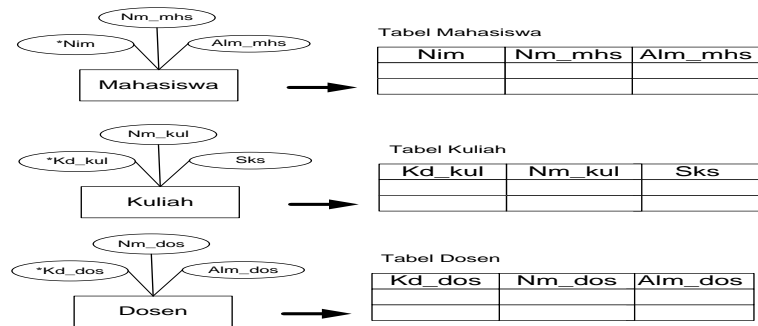 Nm_mhs
*Nim
Alm_mhs
Mahasiswa
Tabel Mahasiswa
Nim Nm_mhs Alm_mhs
Nm_kul
*Kd_kul
Sks
Kuliah
Tabel Kuliah
Kd_kul Nm_kul Sks
Nm_dos
*Kd_dos
Alm_dos
Dosen
Tabel Dosen
Kd_dos Nm_dos Alm_dos